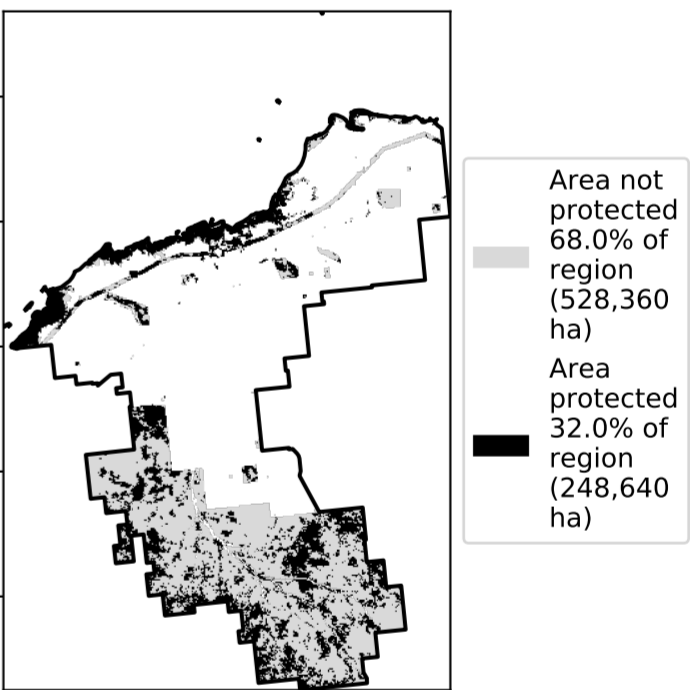 Area not
protected
68.0% of
region
(528,360
ha)
Area
protected
32.0% of
region
(248,640
ha)